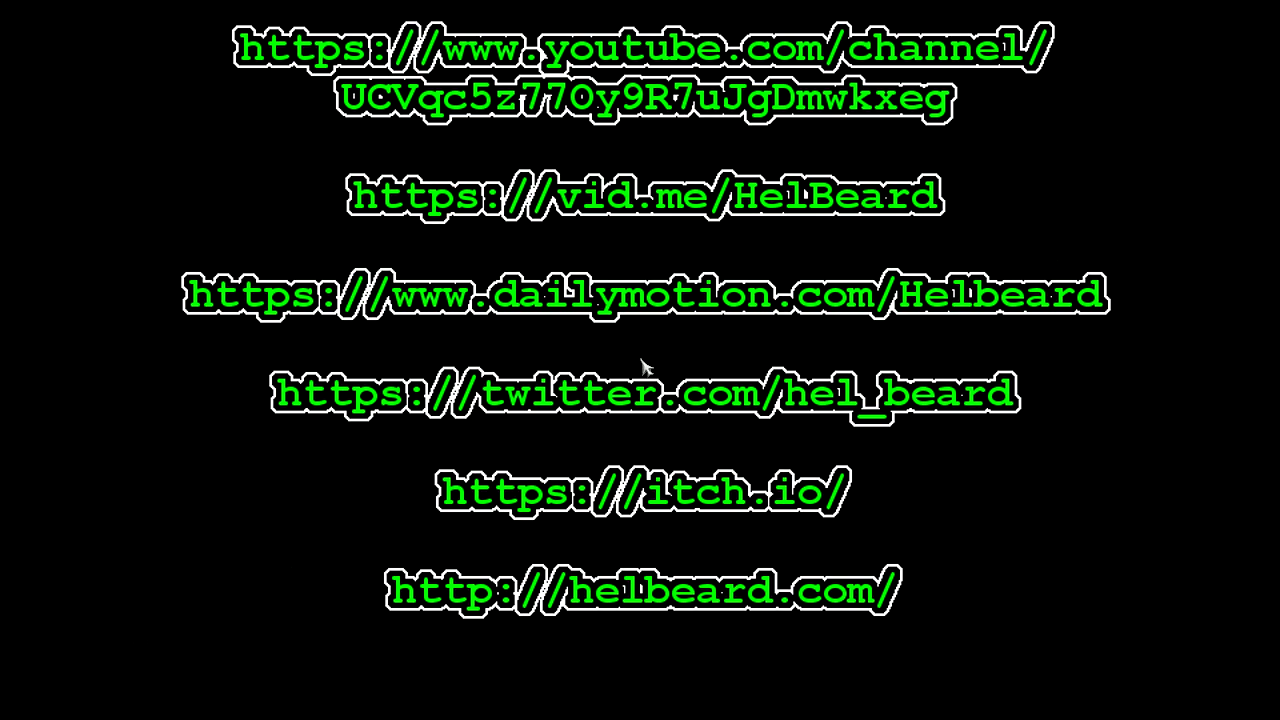 https://www.youtube.com/channel/
UCVqc5z77Oy9R7uJgDmwkxeg
https://vid.me/HelBeard
https://www.dailymotion.com/Helbeard
https://twitter.com/hel_beard
https://itch.io/
http://helbeard.com/